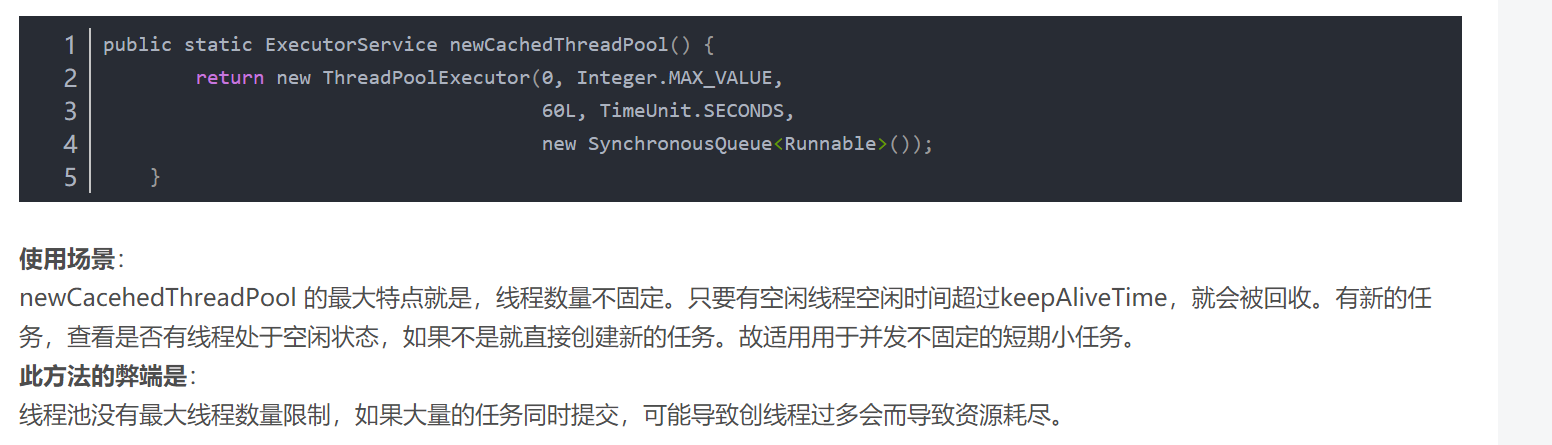 1 public static ExecutorService newCachedThreadPool() {
2 return new ThreadPoolExecutor(0, Integer.MAX_VALUE,
3 60L, TimeUnit.SECONDS,
4 new SynchronousQueue<Runnable>());
5 }
使用场景：
newCacehedThreadPool 的最大特点就是，线程数量不固定。只要有空闲线程空闲时间超过keepAliveTime，就会被回收。有新的任
务，查看是否有线程处于空闲状态，如果不是就直接创建新的任务。故适用用于并发不固定的短期小任务。
此方法的弊端是：
线程池没有最大线程数量限制，如果大量的任务同时提交，可能导致创线程过多会而导致资源耗尽。